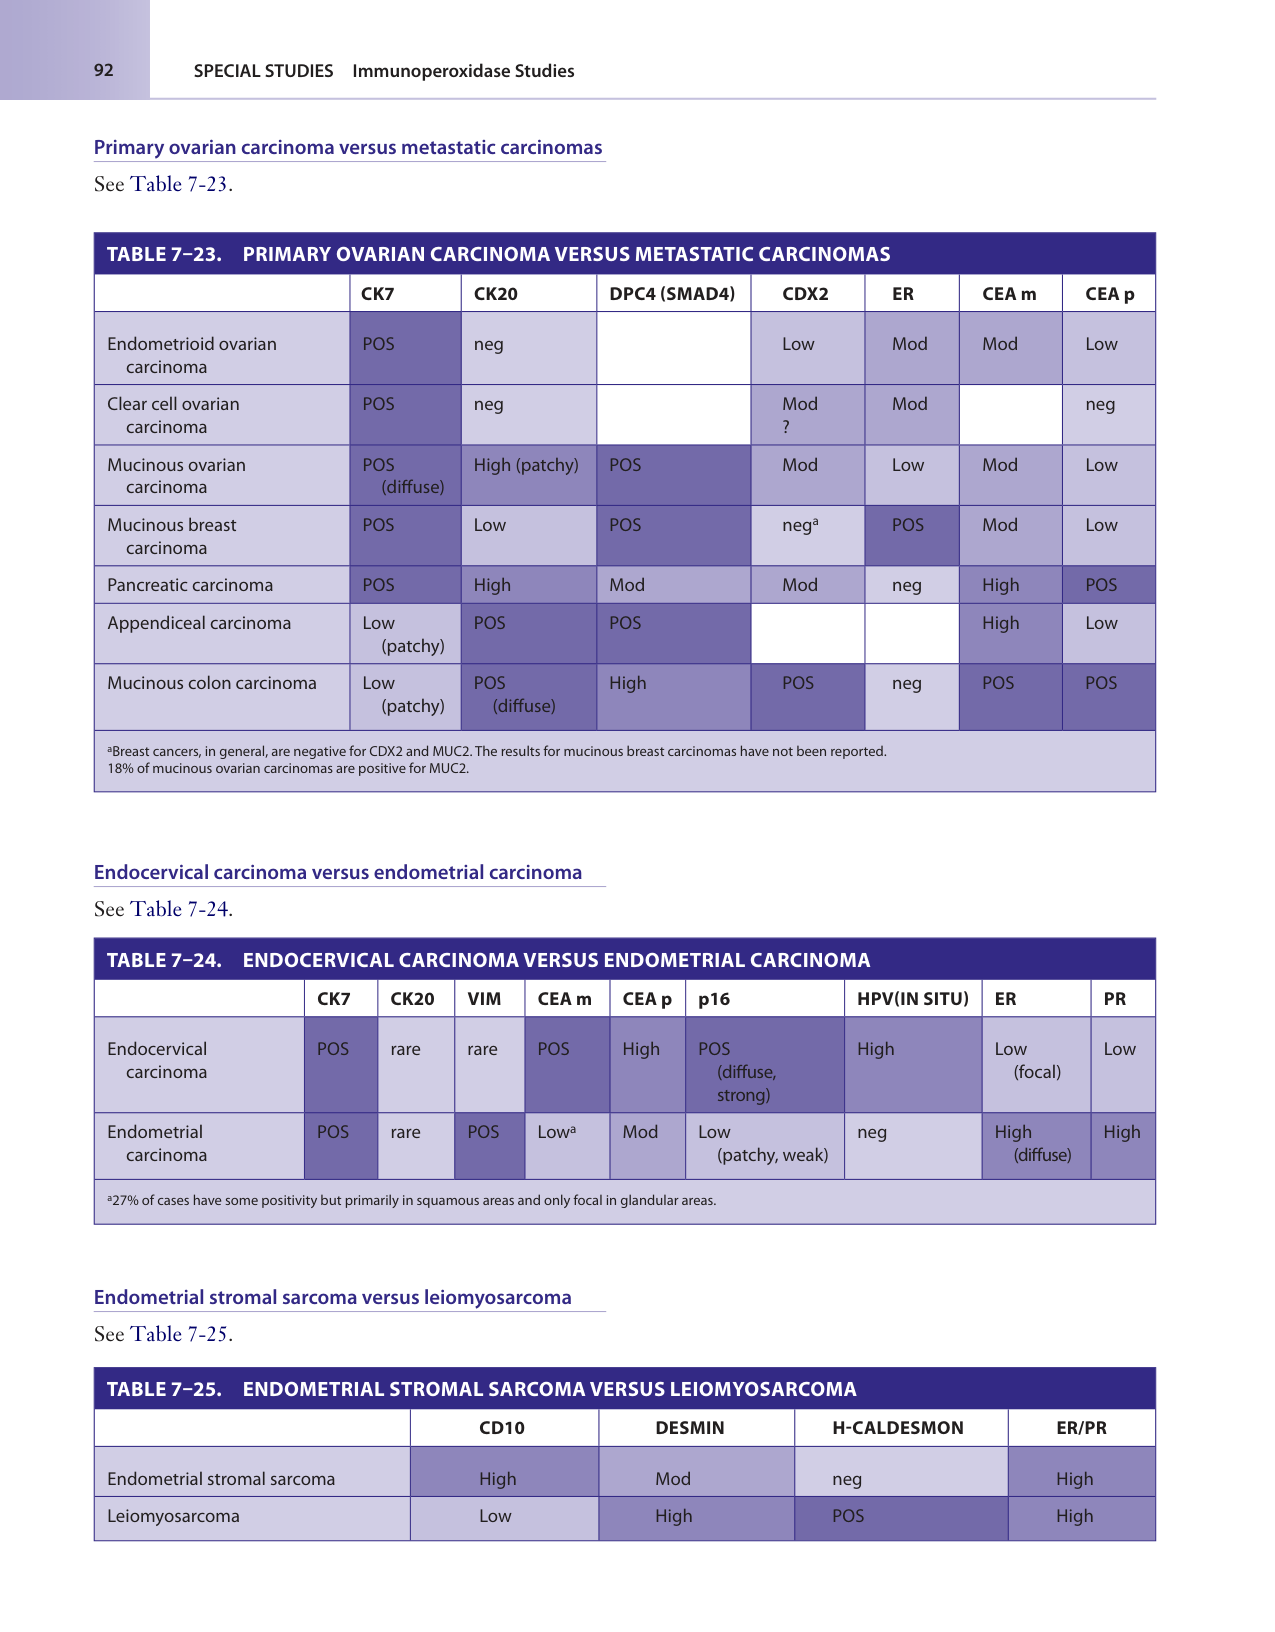 92 SPECIAL STUDIES Immunoperoxidase Studies
Primary ovarian carcinoma versus metastatic carcinomas
See Table 7-23.
TABLE 7–23. PRIMARY OVARIAN CARCINOMA VERSUS METASTATIC CARCINOMAS
CK7 CK20 DPC4 (SMAD4) CDX2 ER CEA m CEA p
Endometrioid ovarian POS neg Low Mod Mod Low
carcinoma
Clear cell ovarian POS neg Mod Mod neg
carcinoma ?
Mucinous ovarian POS High (patchy) POS Mod Low Mod Low
carcinoma (diffuse)
Mucinous breast POS Low POS negᵃ POS Mod Low
carcinoma
Pancreatic carcinoma POS High Mod Mod neg High POS
Appendiceal carcinoma Low POS POS High Low
(patchy)
Mucinous colon carcinoma Low POS High POS neg POS POS
(patchy) (diffuse)
ᵃBreast cancers, in general, are negative for CDX2 and MUC2. The results for mucinous breast carcinomas have not been reported.
18% of mucinous ovarian carcinomas are positive for MUC2.
Endocervical carcinoma versus endometrial carcinoma
See Table 7-24.
TABLE 7–24. ENDOCERVICAL CARCINOMA VERSUS ENDOMETRIAL CARCINOMA
CK7 CK20 VIM CEA m CEA p p16 HPV(IN SITU) ER PR
Endocervical POS rare rare POS High POS High Low Low
carcinoma (diffuse, (focal)
strong)
Endometrial POS rare POS Lowᵃ Mod Low neg High High
carcinoma (patchy, weak) (diffuse)
ᵃ27% of cases have some positivity but primarily in squamous areas and only focal in glandular areas.
Endometrial stromal sarcoma versus leiomyosarcoma
See Table 7-25.
TABLE 7–25. ENDOMETRIAL STROMAL SARCOMA VERSUS LEIOMYOSARCOMA
CD10 DESMIN H-CALDESMON ER/PR
Endometrial stromal sarcoma High Mod neg High
Leiomyosarcoma Low High POS High